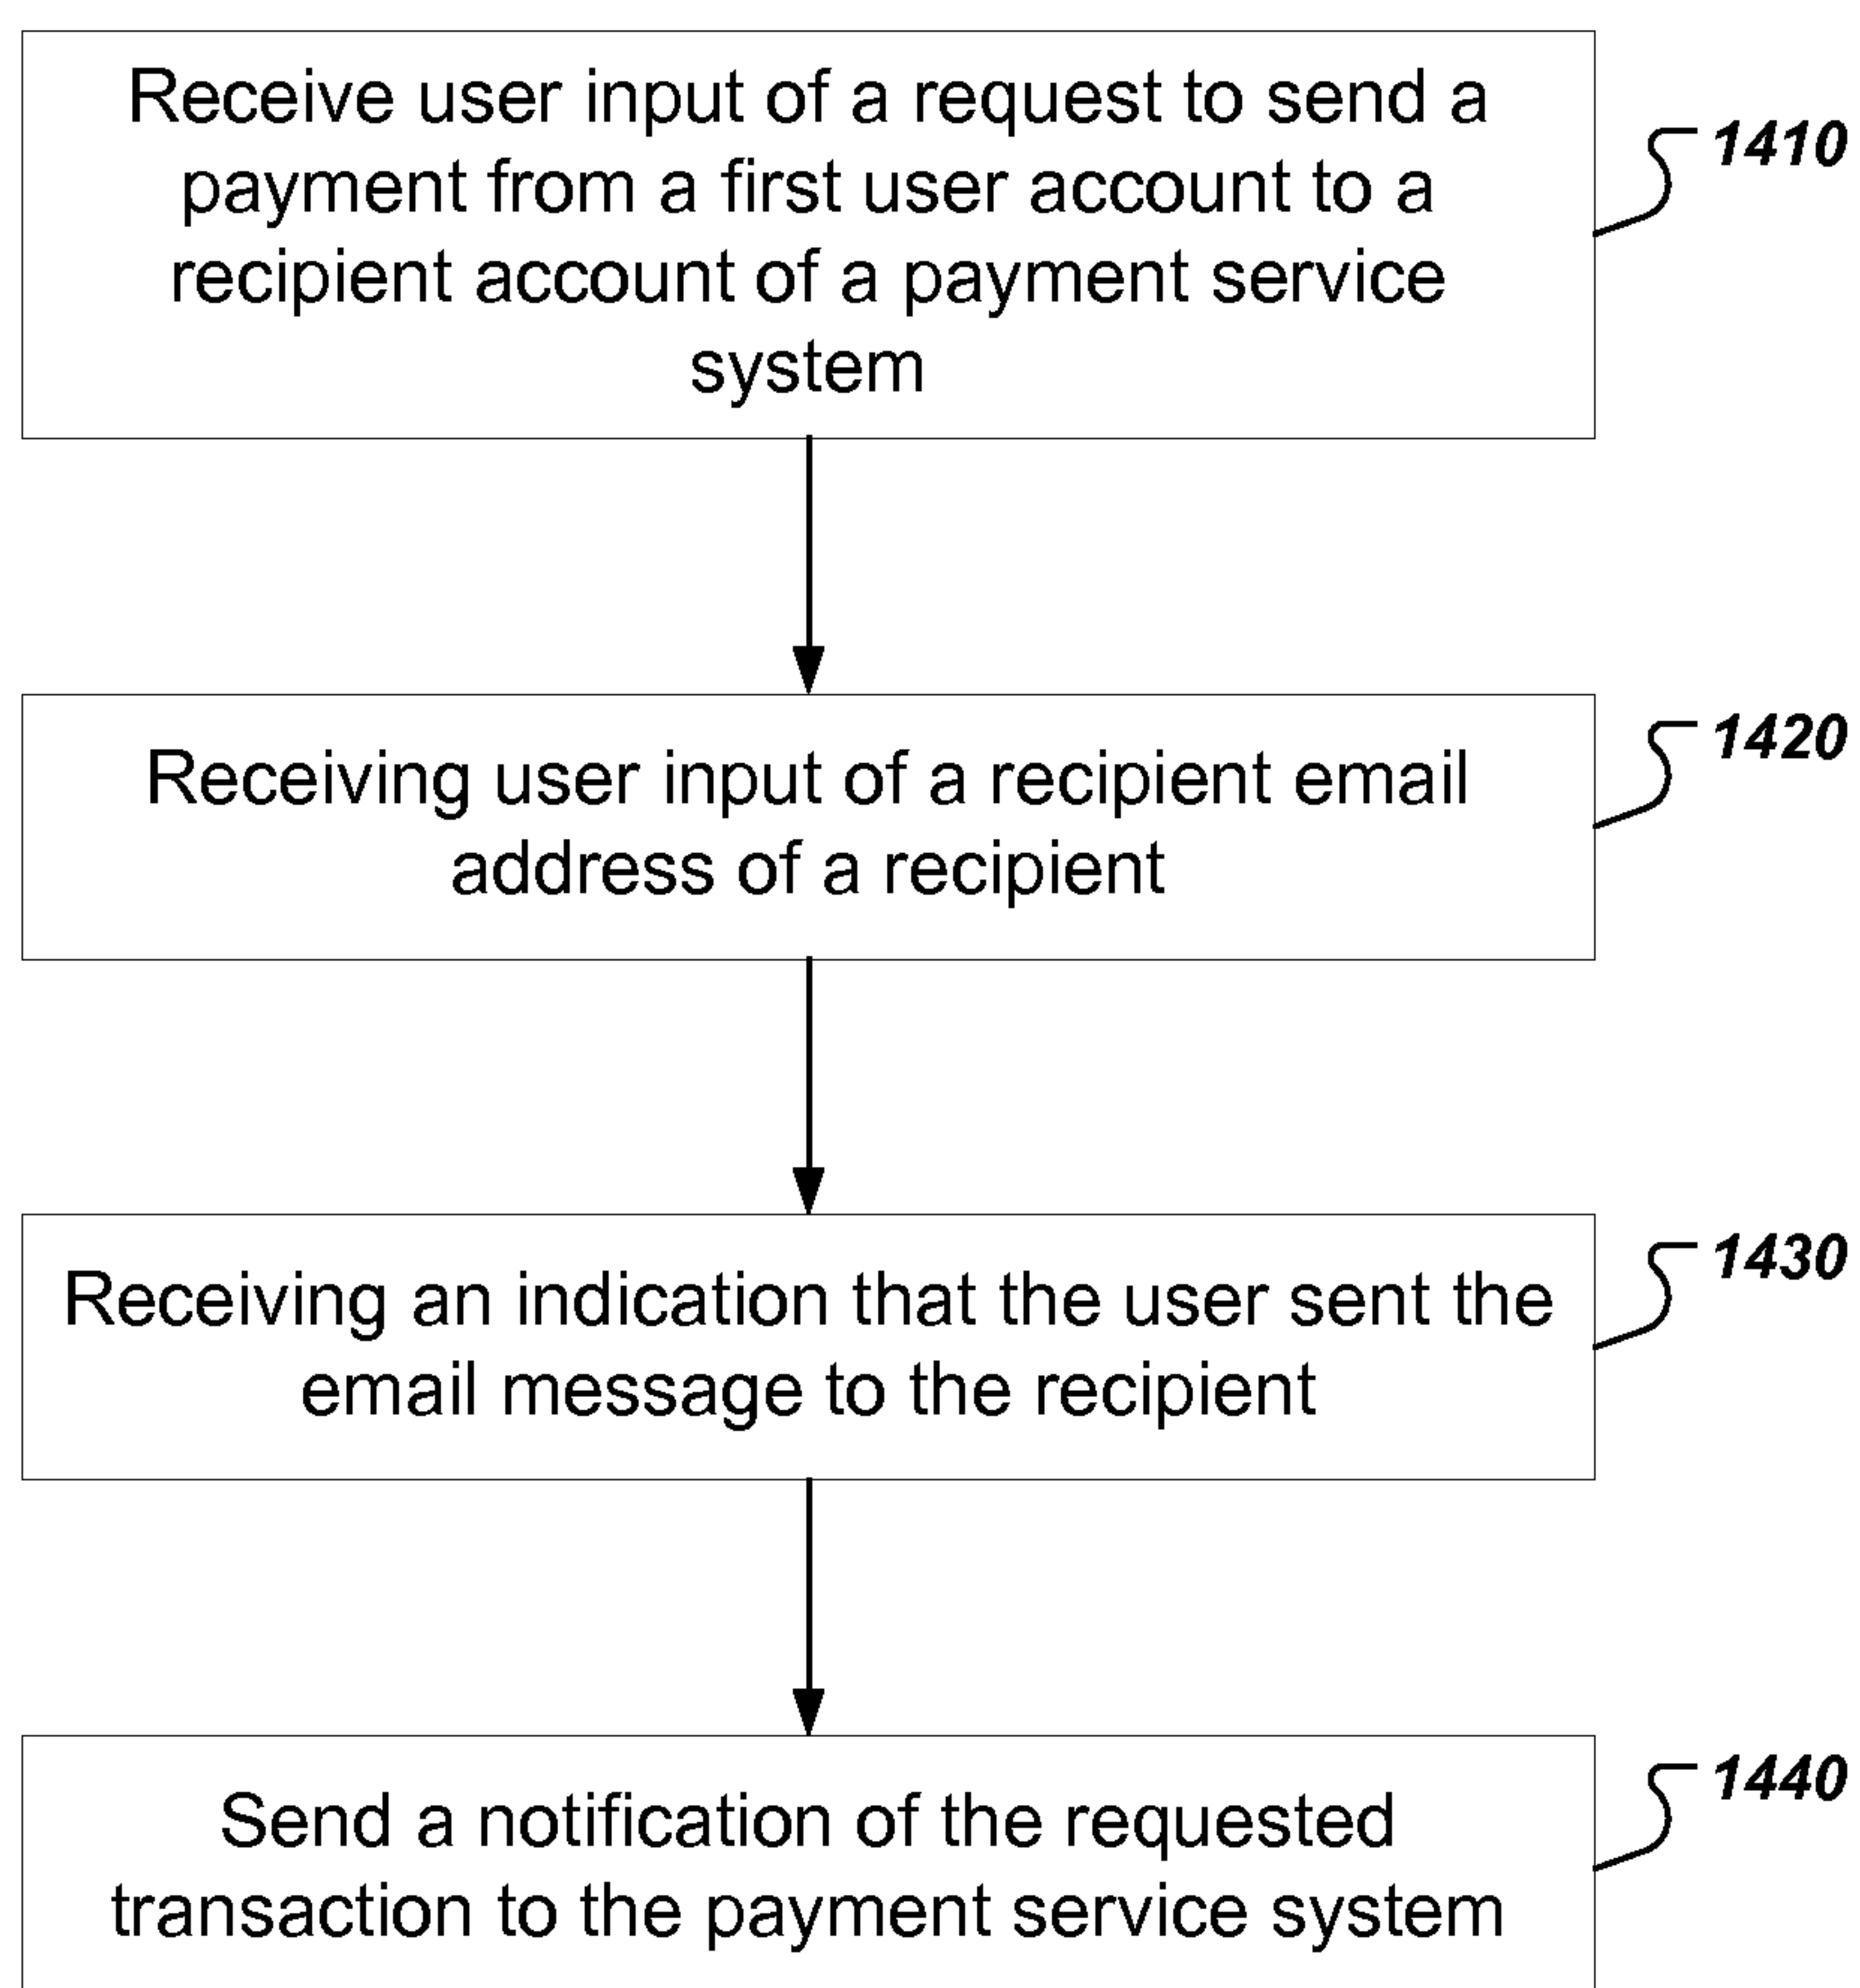 Receive user input of a request to send a
payment from a first user account to a
recipient account of a payment service
system
1410
Receiving user input of a recipient email
address of a recipient
1420
Receiving an indication that the user sent the
email message to the recipient
1430
Send a notification of the requested
transaction to the payment service system
1440